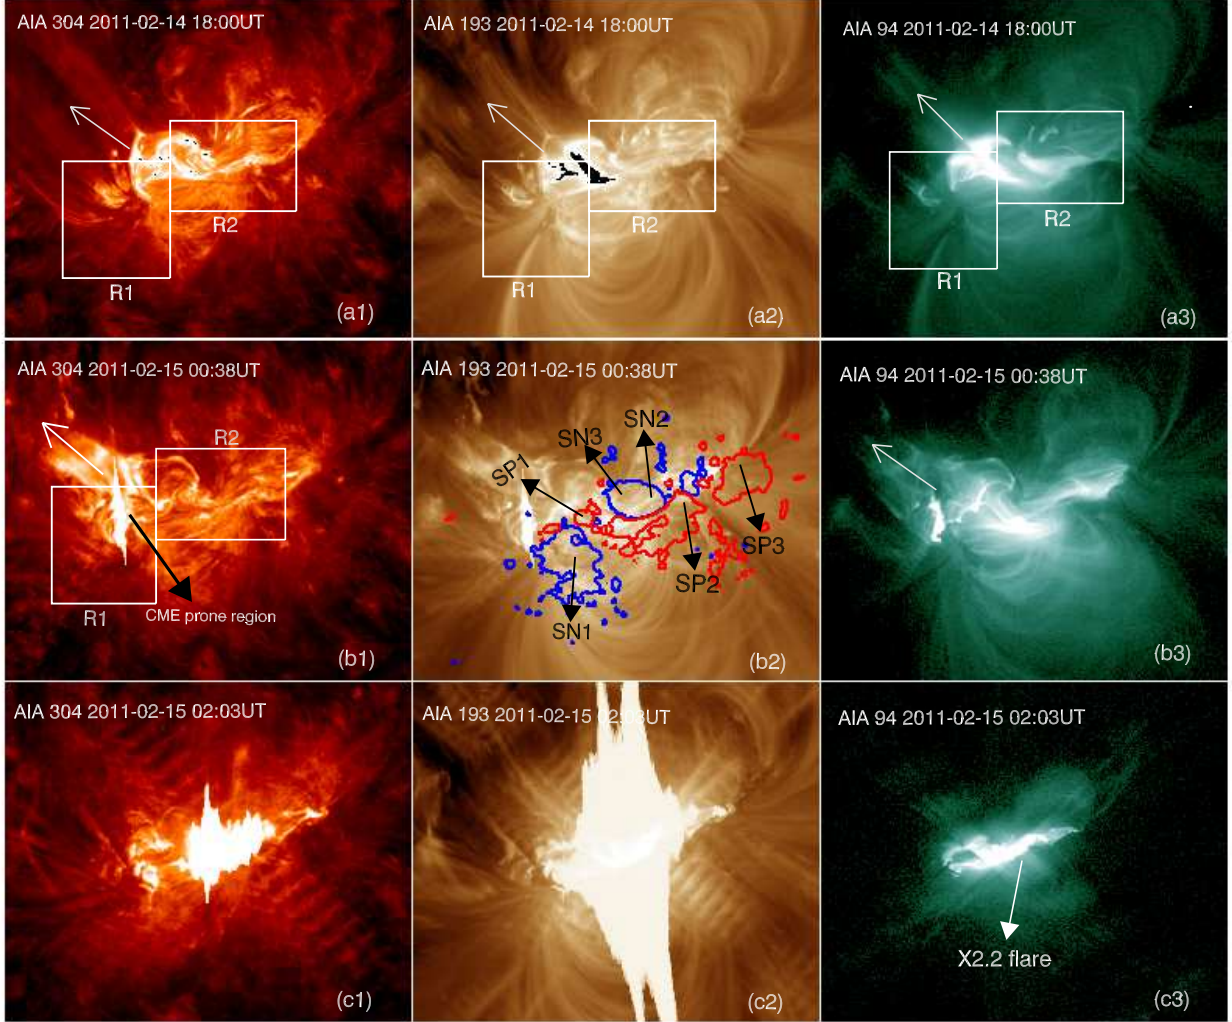 AIA 304 2011-02-14 18:00UT
R2
R1
(a1)
AIA 193 2011-02-14 18:00UT
R2
R1
(a2)
AIA 94 2011-02-14 18:00UT
R2
R1
(a3)
AIA 304 2011-02-15 00:38UT
R2
R1
CME prone region
(b1)
AIA 193 2011-02-15 00:38UT
SN2
SN3
SP1
SP3
SP2
SN1
(b2)
AIA 94 2011-02-15 00:38UT
(b3)
AIA 304 2011-02-15 02:03UT
(c1)
AIA 193 2011-02-15 02:03UT
(c2)
AIA 94 2011-02-15 02:03UT
X2.2 flare
(c3)